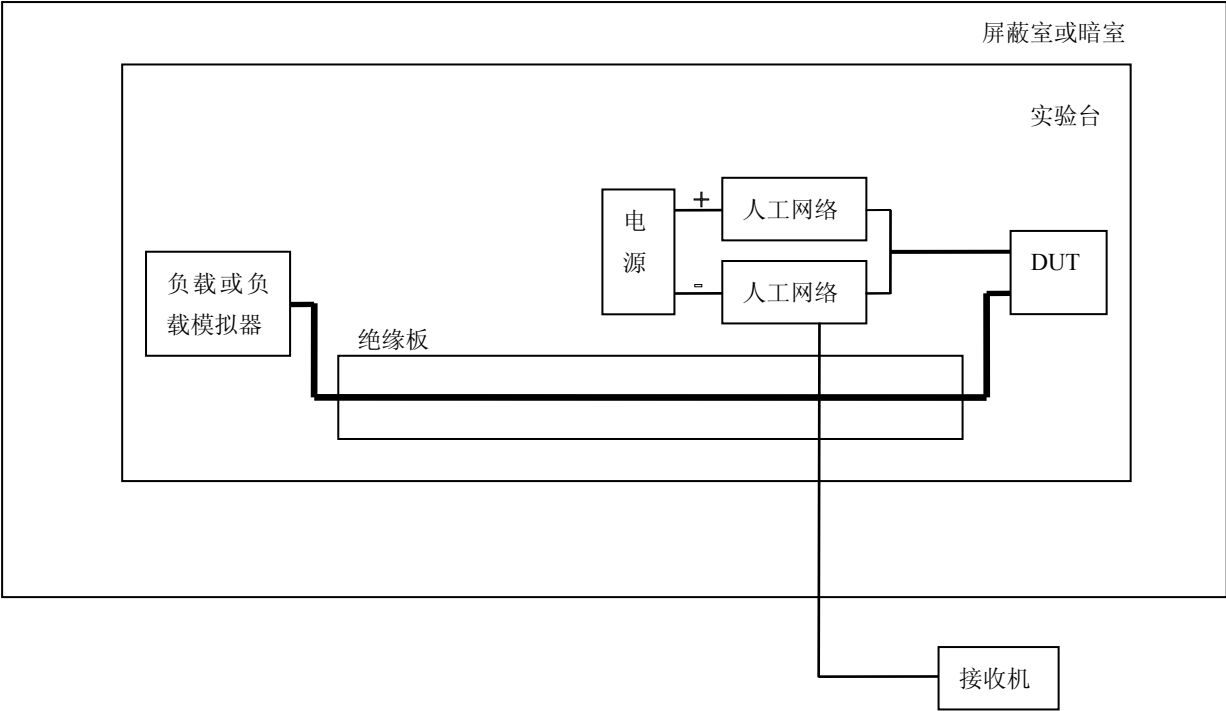 屏蔽室或暗室
实验台
电
源
+
人工网络
-
人工网络
DUT
负载或负
载模拟器
绝缘板
接收机